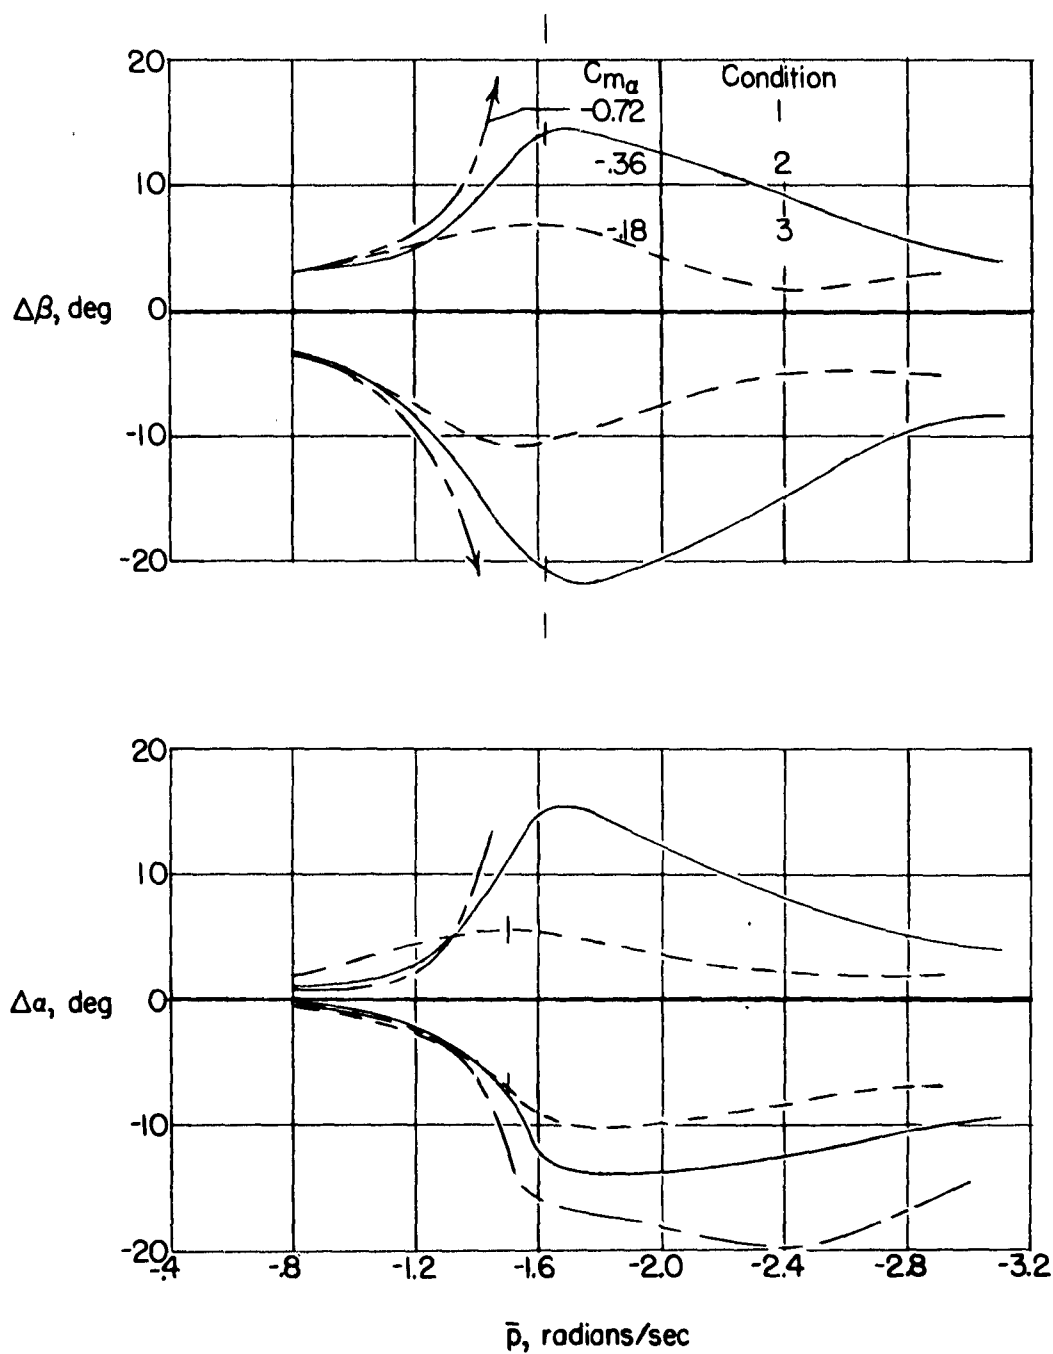 20
C_mα Condition
-0.72 1
-.36 2
10
-.18 3
Δβ, deg
0
-10
-20
20
10
Δα, deg
0
-10
-20
-.4 -.8 -1.2 -1.6 -2.0 -2.4 -2.8 -3.2
p̄, radians/sec